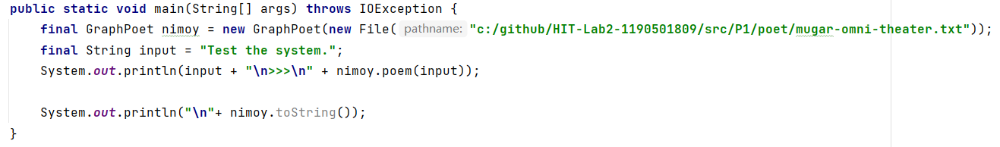 public static void main(String[] args) throws IOException {
    final GraphPoet nimoy = new GraphPoet(new File( pathname: "c:/github/HIT-Lab2-1190501809/src/P1/poet/mugar-omni-theater.txt"));
    final String input = "Test the system.";
    System.out.println(input + "\n>>>\n" + nimoy.poem(input));
    System.out.println("\n"+ nimoy.toString());
}